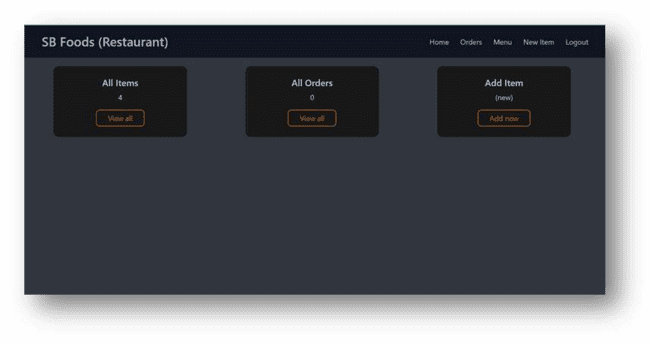 SB Foods (Restaurant)
Home Orders Menu New Item Logout
All Items
4
View all
All Orders
0
View all
Add Item
(new)
Add now